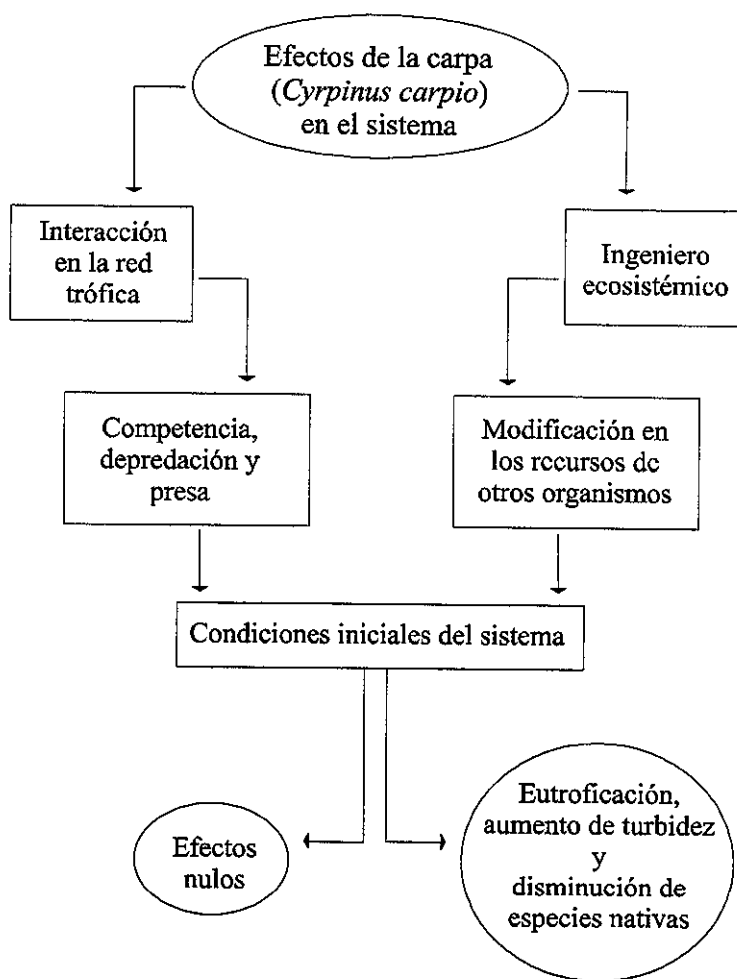 Efectos de la carpa
(Cyrpinus carpio)
en el sistema
Interacción
en la red
trófica
Ingeniero
ecosistémico
Competencia,
depredación y
presa
Modificación en
los recursos de
otros organismos
Condiciones iniciales del sistema
Efectos
nulos
Eutroficación,
aumento de turbidez
y
disminución de
especies nativas